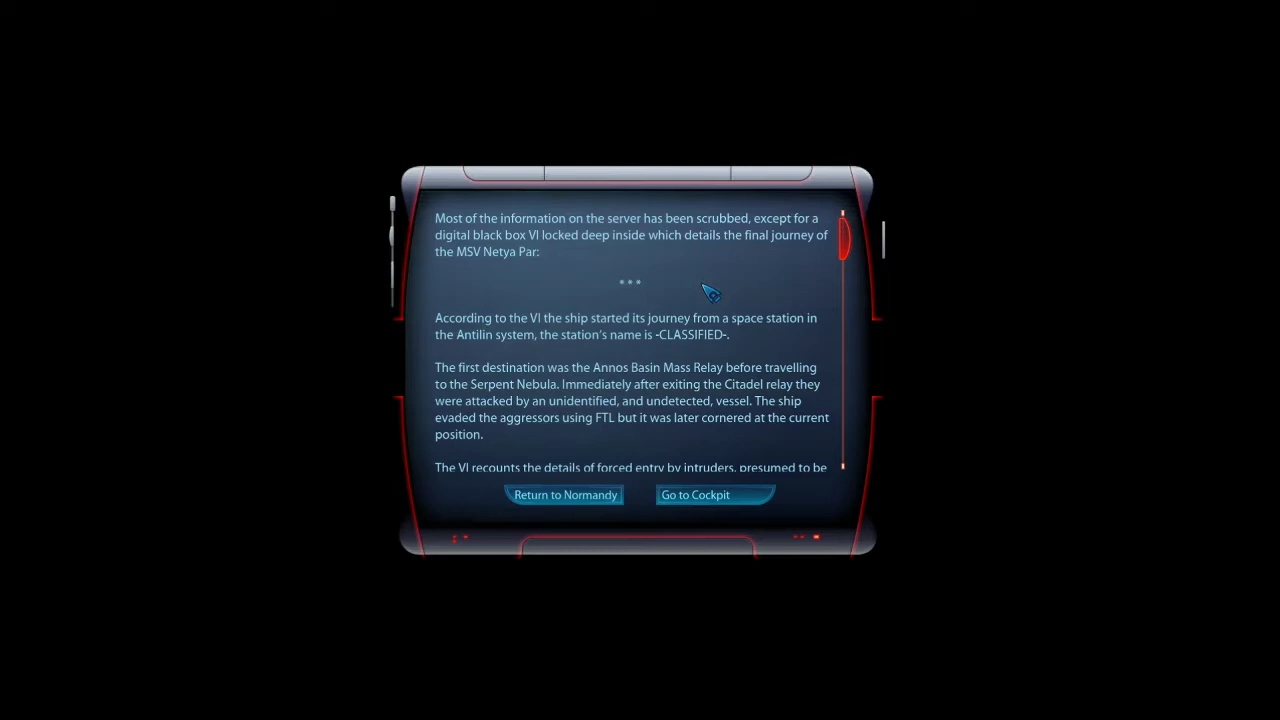 Most of the information on the server has been scrubbed, except for a
digital black box VI locked deep inside which details the final journey of
the MSV Netya Par:
* * *
According to the VI the ship started its journey from a space station in
the Antilin system, the station's name is -CLASSIFIED-.
The first destination was the Annos Basin Mass Relay before travelling
to the Serpent Nebula. Immediately after exiting the Citadel relay they
were attacked by an unidentified, and undetected, vessel. The ship
evaded the aggressors using FTL but it was later cornered at the current
position.
The VI recounts the details of forced entry by intruders, presumed to be
Return to Normandy
Go to Cockpit